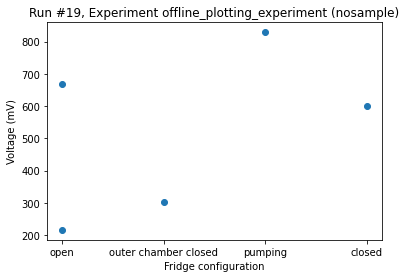 Run #19, Experiment offline_plotting_experiment (nosample)
800
700
600
500
400
300
200
Voltage (mV)
open outer chamber closed pumping closed
Fridge configuration